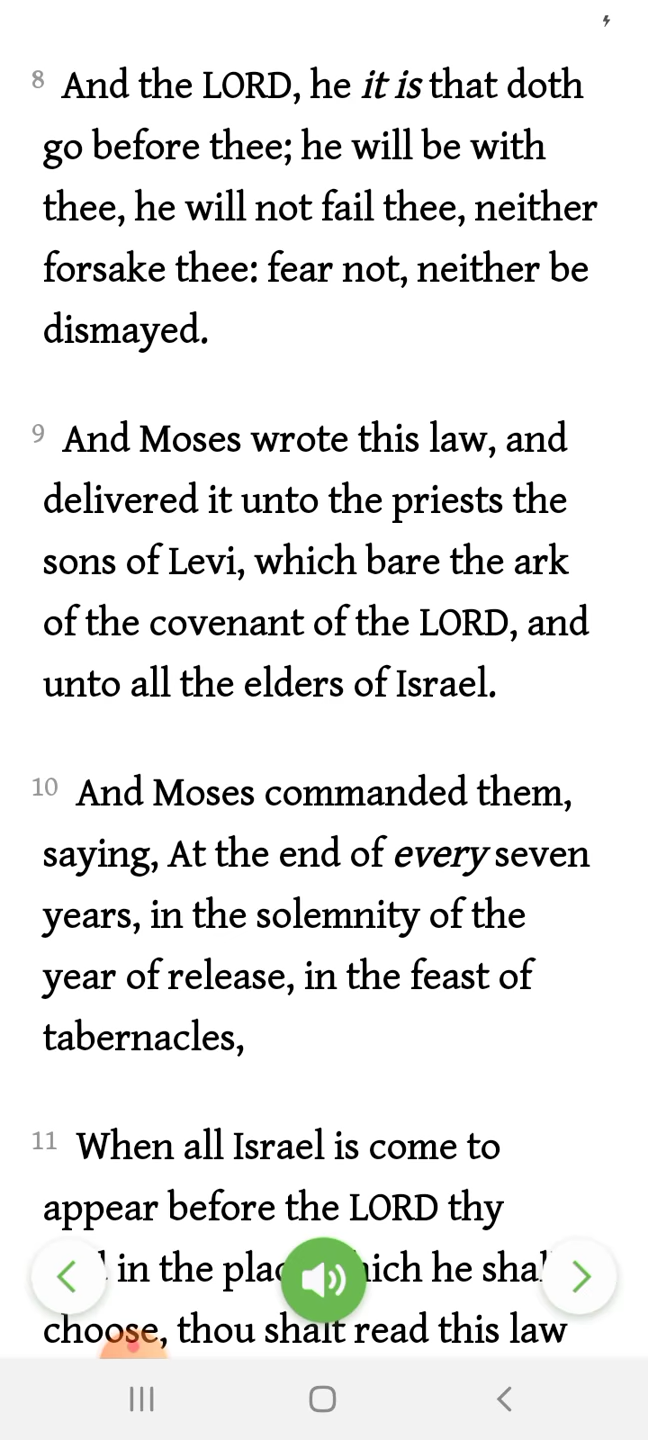 8 And the LORD, he it is that doth
go before thee; he will be with
thee, he will not fail thee, neither
forsake thee: fear not, neither be
dismayed.
9 And Moses wrote this law, and
delivered it unto the priests the
sons of Levi, which bare the ark
of the covenant of the LORD, and
unto all the elders of Israel.
10 And Moses commanded them,
saying, At the end of every seven
years, in the solemnity of the
year of release, in the feast of
tabernacles,
11 When all Israel is come to
appear before the LORD thy
in the he
choose, thou shalt read this law